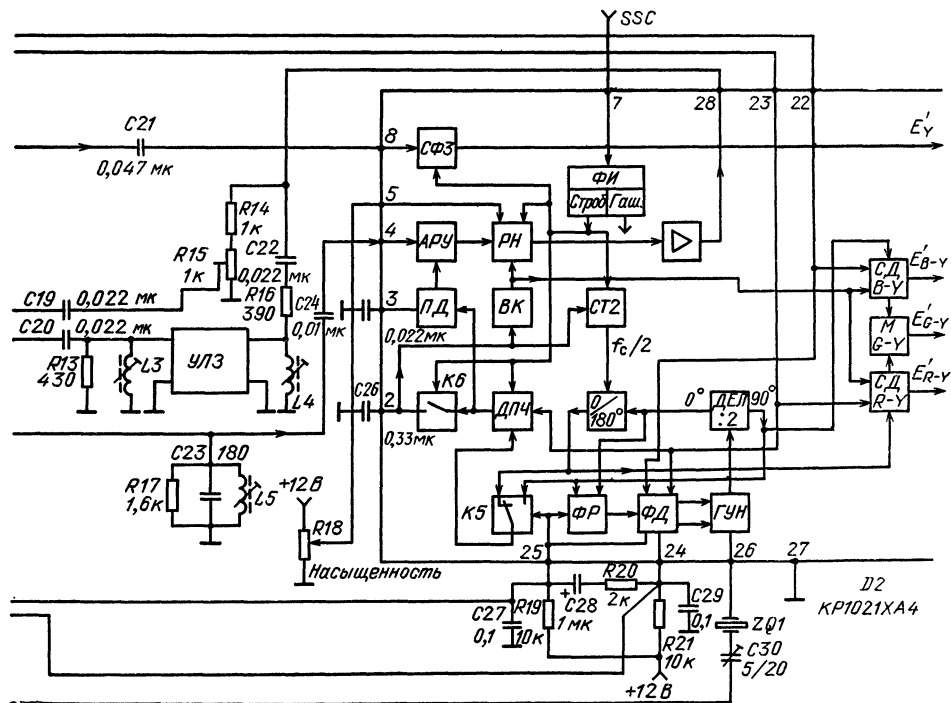 SSC
7
28
23
22
E'Y
C21
0,047 мк
8
СФЗ
ФИ
Строб
Гаш.
5
R14
1к
4
АРУ
РН
R15
1к
C22
0,022 мк
E'B-Y
СД
B-Y
C19
0,022 мк
R16
390
C24
0,01 мк
3
ПД
ВК
СТ2
E'G-Y
М
G-Y
C20
0,022 мк
0,022мк
fc/2
R13
430
L3
УЛЗ
L4
C26
К6
E'R-Y
СД
R-Y
2
0,33мк
ДПЧ
0/
180°
0°
ДЕЛ
:2
90°
C23
180
R17
1,6к
L5
+12В
R18
К5
ФР
ФД
ГУН
Насыщенность
25
24
26
27
D2
КР1021ХА4
C27
0,1
R19
10к
+
C28
1 мк
R20
2к
C29
0,1
R21
10к
ZQ1
C30
5/20
+12В